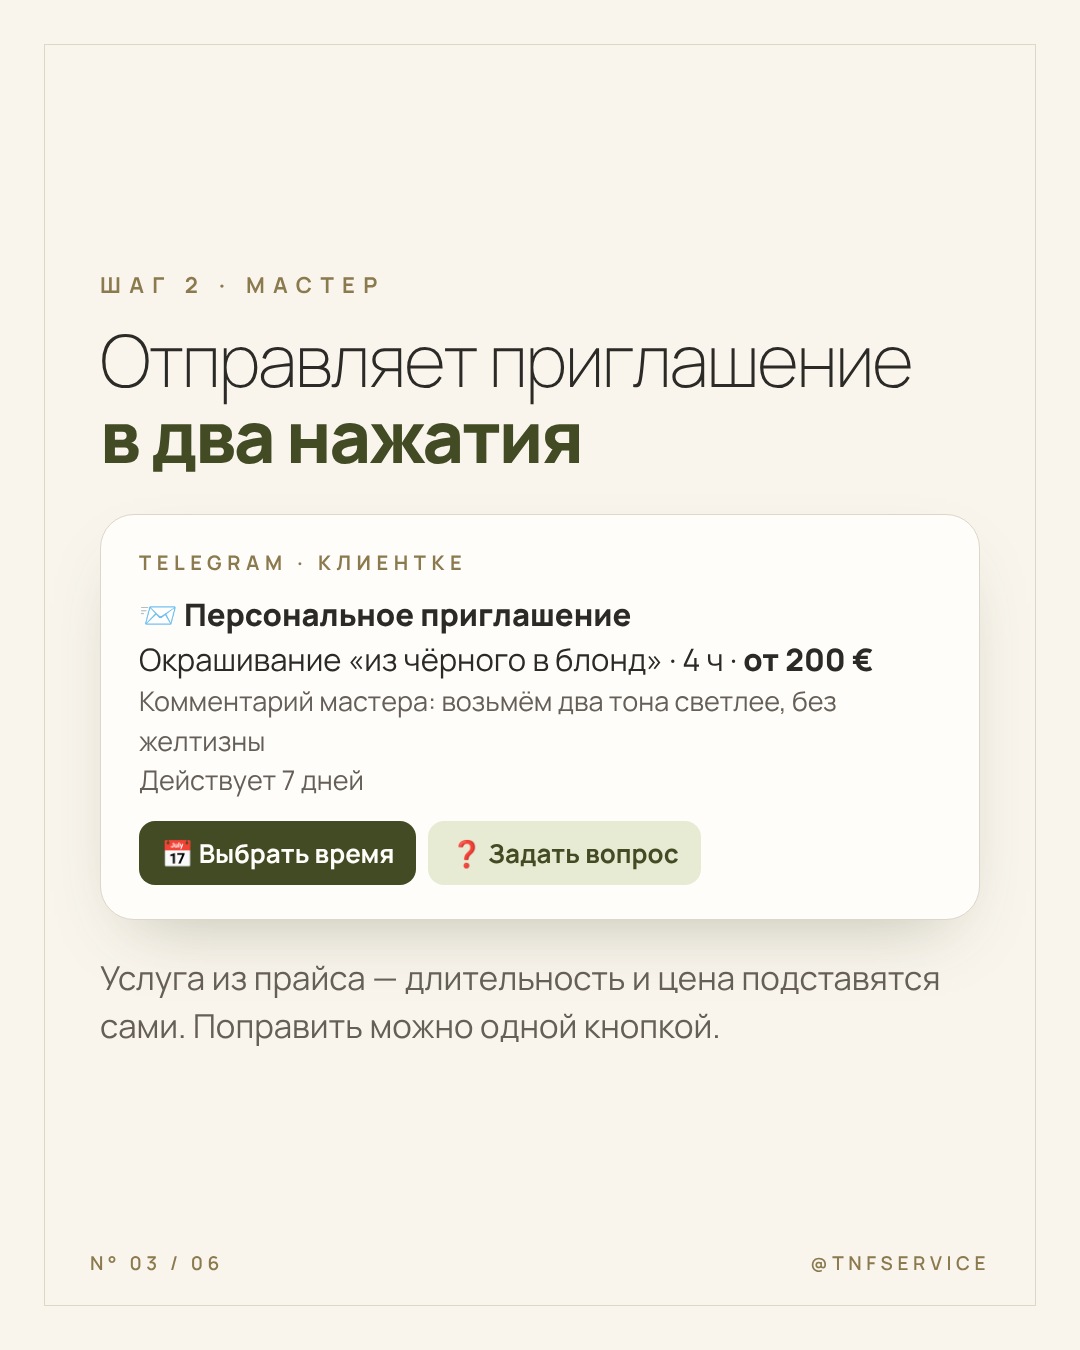 ШАГ 2 · МАСТЕР
Отправляет приглашение
в два нажатия
TELEGRAM · КЛИЕНТКЕ
📨 Персональное приглашение
Окрашивание «из чёрного в блонд» · 4 ч · от 200 €
Комментарий мастера: возьмём два тона светлее, без
желтизны
Действует 7 дней
📅 Выбрать время
❓ Задать вопрос
Услуга из прайса — длительность и цена подставятся
сами. Поправить можно одной кнопкой.
N° 03 / 06
@TNFSERVICE